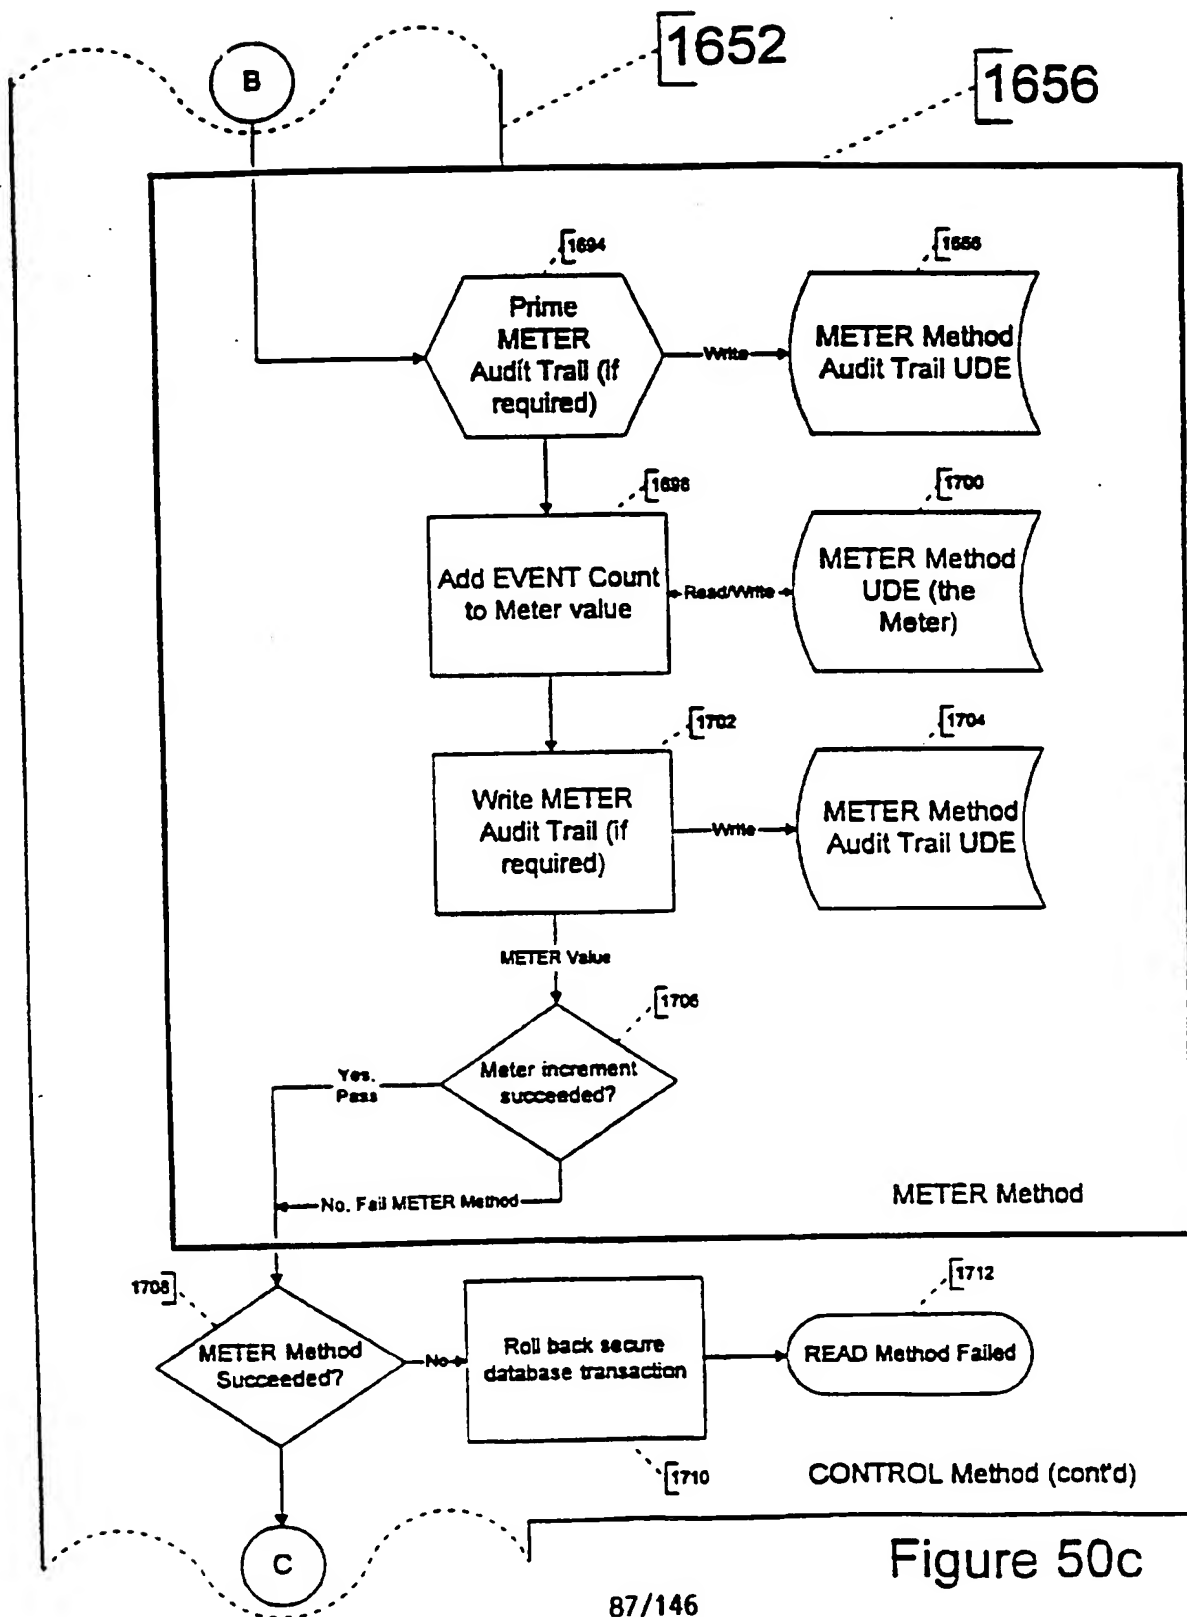 B
1652
1656
1694
1656
Prime
METER
Audit Trail (if
required)
Write
METER Method
Audit Trail UDE
1698
1700
Add EVENT Count
to Meter value
Read/Write
METER Method
UDE (the
Meter)
1702
1704
Write METER
Audit Trail (if
required)
Write
METER Method
Audit Trail UDE
METER Value
1706
Meter increment
succeeded?
Yes.
Pass
No. Fail METER Method
METER Method
1708
METER Method
Succeeded?
No
Roll back secure
database transaction
1712
READ Method Failed
1710
CONTROL Method (cont'd)
C
Figure 50c
87/146